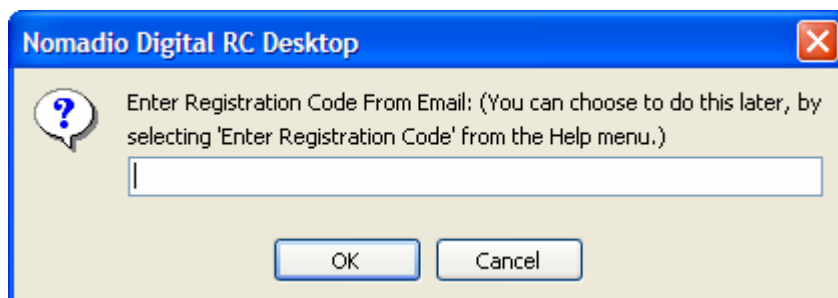 Nomadio Digital RC Desktop
Enter Registration Code From Email: (You can choose to do this later, by
selecting 'Enter Registration Code' from the Help menu.)
OK Cancel